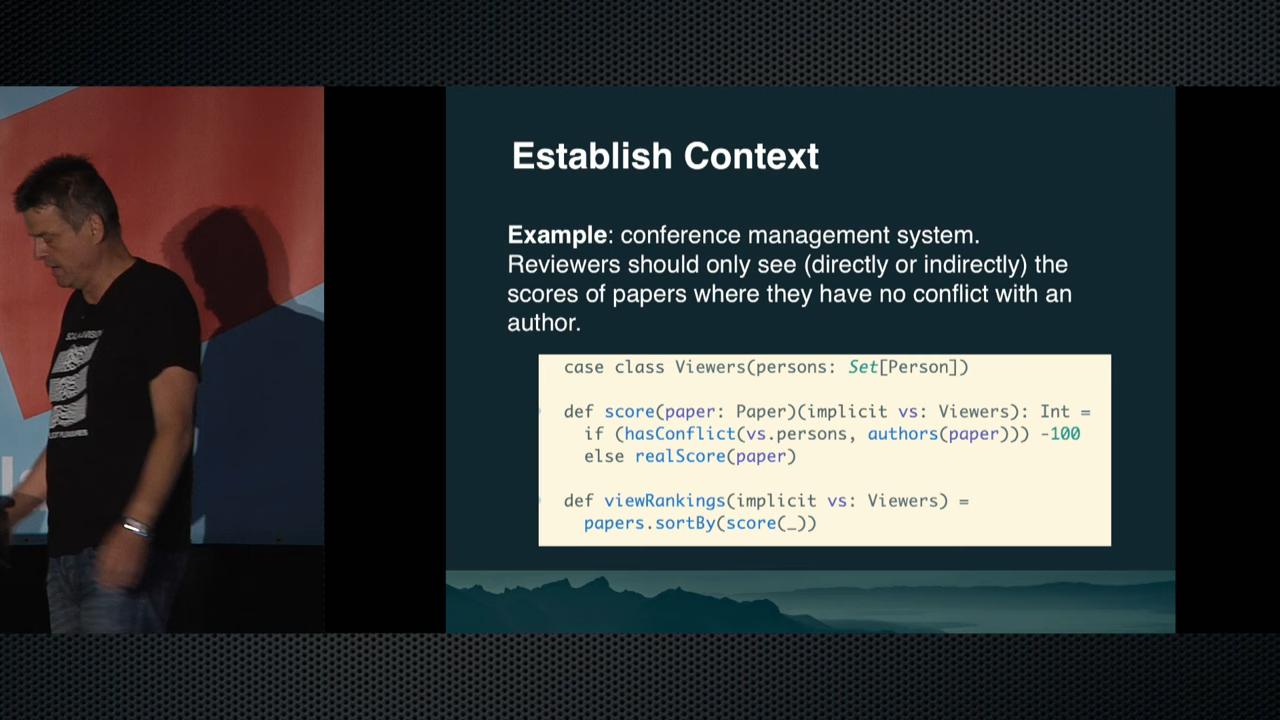 Establish Context
Example: conference management system.
Reviewers should only see (directly or indirectly) the
scores of papers where they have no conflict with an
author.
case class Viewers(persons: Set[Person])
def score(paper: Paper)(implicit vs: Viewers): Int =
if (hasConflict(vs.persons, authors(paper))) -100
else realScore(paper)
def viewRankings(implicit vs: Viewers) =
papers.sortBy(score(_))